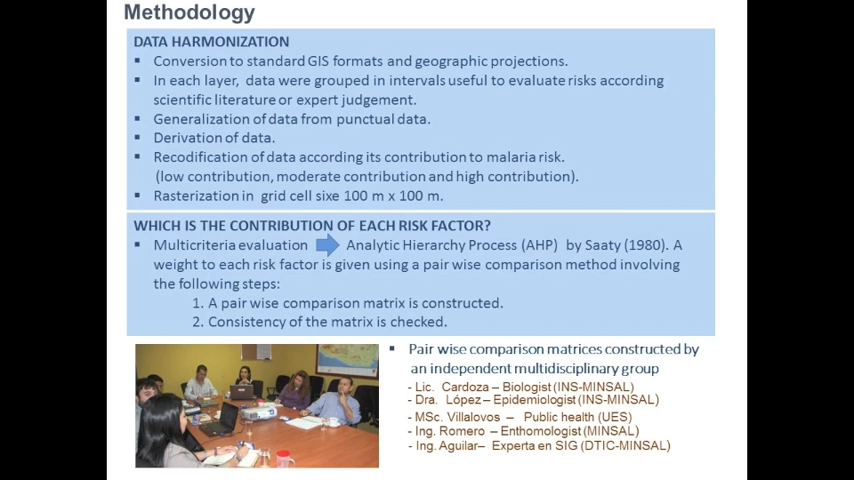 Methodology
DATA HARMONIZATION
▪ Conversion to standard GIS formats and geographic projections.
▪ In each layer, data were grouped in intervals useful to evaluate risks according
scientific literature or expert judgement.
▪ Generalization of data from punctual data.
▪ Derivation of data.
▪ Recodification of data according its contribution to malaria risk.
(low contribution, moderate contribution and high contribution).
▪ Rasterization in grid cell sixe 100 m x 100 m.
WHICH IS THE CONTRIBUTION OF EACH RISK FACTOR?
▪ Multicriteria evaluation Analytic Hierarchy Process (AHP) by Saaty (1980). A
weight to each risk factor is given using a pair wise comparison method involving
the following steps:
1. A pair wise comparison matrix is constructed.
2. Consistency of the matrix is checked.
▪ Pair wise comparison matrices constructed by
an independent multidisciplinary group
- Lic. Cardoza – Biologist (INS-MINSAL)
- Dra. López – Epidemiologist (INS-MINSAL)
- MSc. Villalovos – Public health (UES)
- Ing. Romero – Enthomologist (MINSAL)
- Ing. Aguilar– Experta en SIG (DTIC-MINSAL)